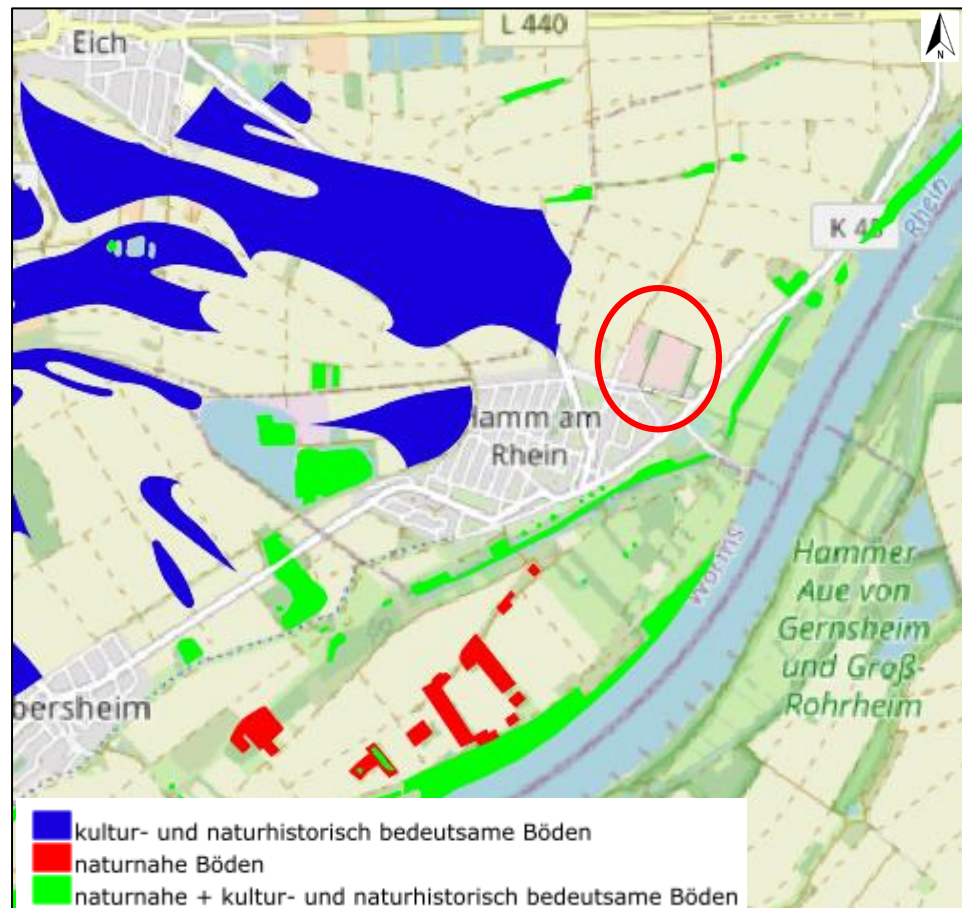 L 440
Eich
N
Rhein
K 48
Hamm am
Rhein
Worms
Hammer
Aue von
Gernsheim
und Groß-
Rohrheim
bersheim
kultur- und naturhistorisch bedeutsame Böden
naturnahe Böden
naturnahe + kultur- und naturhistorisch bedeutsame Böden